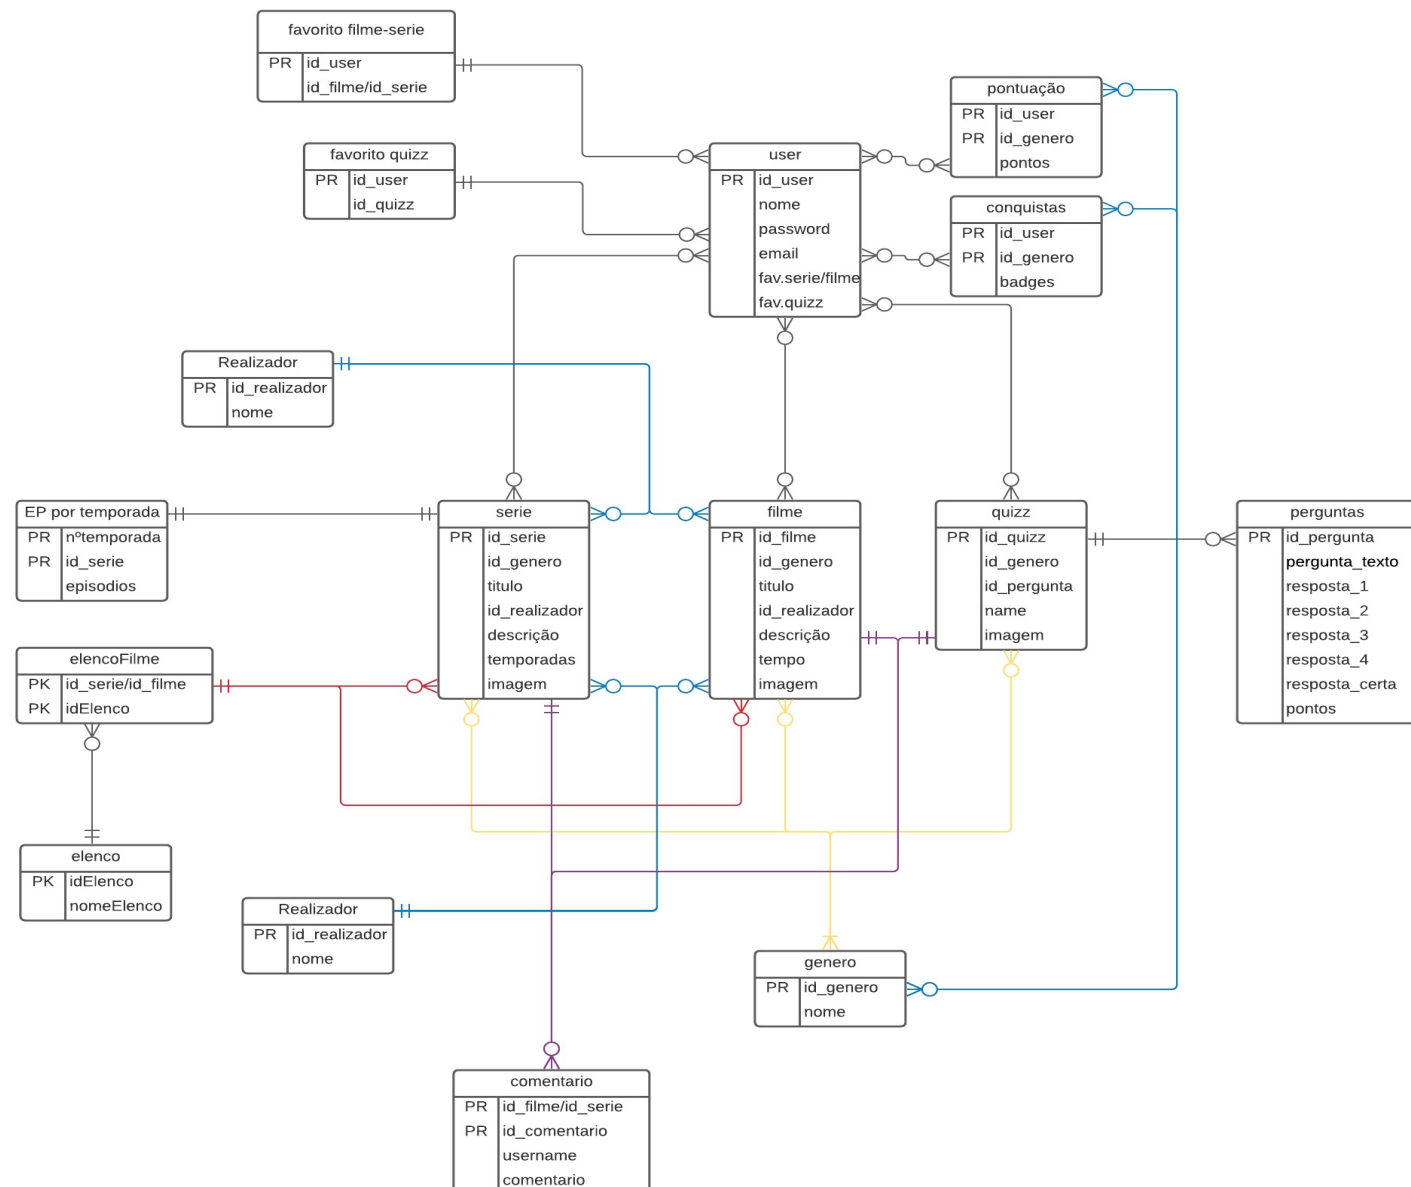 favorito filme-serie
PR id_user
id_filme/id_serie
favorito quizz
PR id_user
id_quizz
user
PR id_user
nome
password
email
fav.serie/filme
fav.quizz
pontuação
PR id_user
PR id_genero
pontos
conquistas
PR id_user
PR id_genero
badges
Realizador
PR id_realizador
nome
EP por temporada
PR nºtemporada
PR id_serie
episodios
serie
PR id_serie
id_genero
titulo
id_realizador
descrição
temporadas
imagem
filme
PR id_filme
id_genero
titulo
id_realizador
descrição
tempo
imagem
quizz
PR id_quizz
id_genero
id_pergunta
name
imagem
perguntas
PR id_pergunta
pergunta_texto
resposta_1
resposta_2
resposta_3
resposta_4
resposta_certa
pontos
elencoFilme
PK id_serie/id_filme
PK idElenco
elenco
PK idElenco
nomeElenco
Realizador
PR id_realizador
nome
genero
PR id_genero
nome
comentario
PR id_filme/id_serie
PR id_comentario
username
comentario